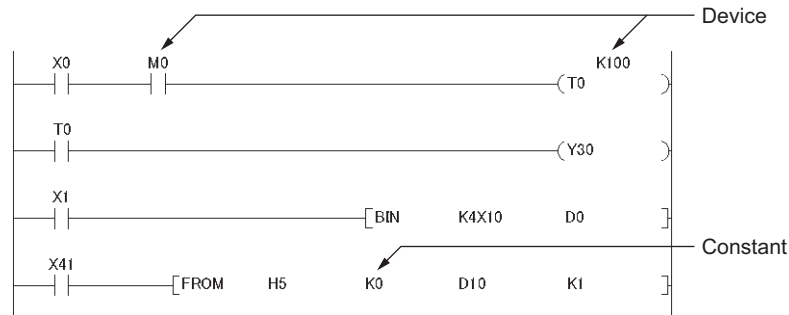 Device
X0 M0 K100
T0
T0
Y30
X1
BIN K4X10 D0
Constant
X41
FROM H5 K0 D10 K1